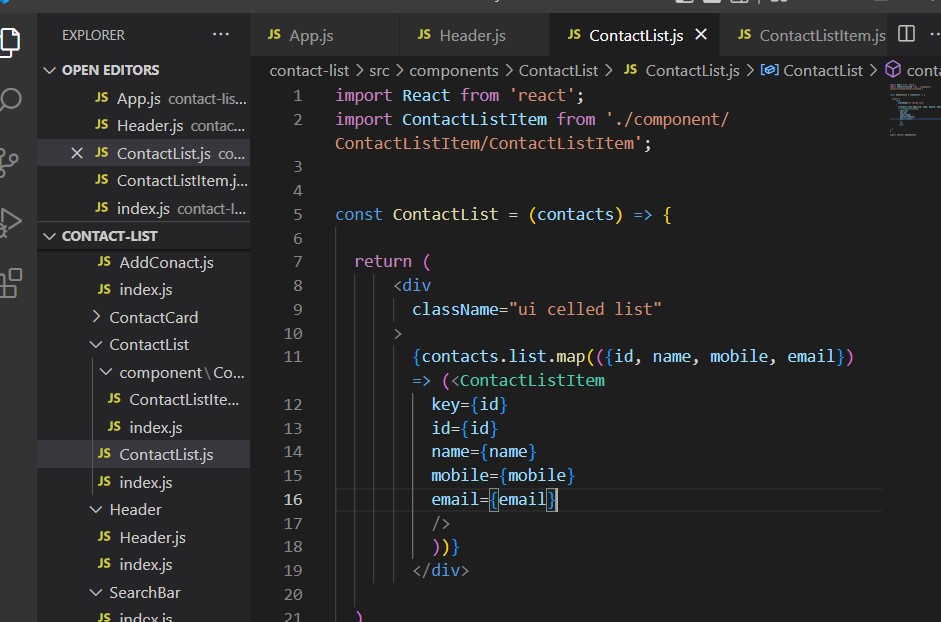 EXPLORER ...
OPEN EDITORS
JS App.js contact-lis...
JS Header.js contac...
JS ContactList.js co...
JS ContactListItem.j...
JS index.js contact-l...
CONTACT-LIST
JS AddConact.js
JS index.js
ContactCard
ContactList
component\Co...
JS ContactListIte...
JS index.js
JS ContactList.js
JS index.js
Header
JS Header.js
JS index.js
SearchBar
JS index.js
JS App.js JS Header.js JS ContactList.js JS ContactListItem.js
contact-list > src > components > ContactList > JS ContactList.js > ContactList > conta
1 import React from 'react';
2 import ContactListItem from './component/
ContactListItem/ContactListItem';
3
4
5 const ContactList = (contacts) => {
6
7 return (
8 <div
9 className="ui celled list"
10 >
11 {contacts.list.map(({id, name, mobile, email})
=> (<ContactListItem
12 key={id}
13 id={id}
14 name={name}
15 mobile={mobile}
16 email={email}
17 />
18 ))}
19 </div>
20
21 )